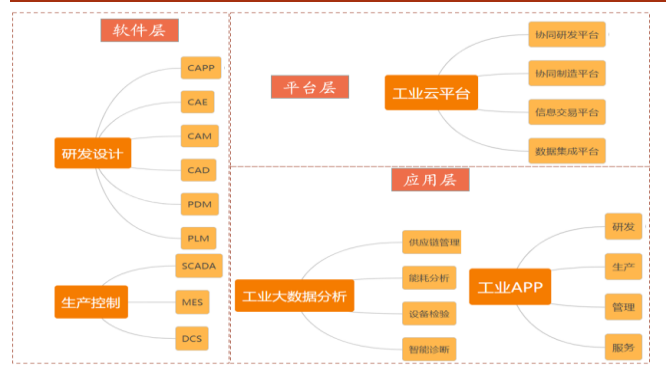 软件层
CAPP
CAE
CAM
研发设计
CAD
PDM
PLM
SCADA
生产控制
MES
DCS
平台层
工业云平台
协同研发平台
协同制造平台
信息交易平台
数据集成平台
应用层
工业大数据分析
供应链管理
能耗分析
设备检验
智能诊断
工业APP
研发
生产
管理
服务